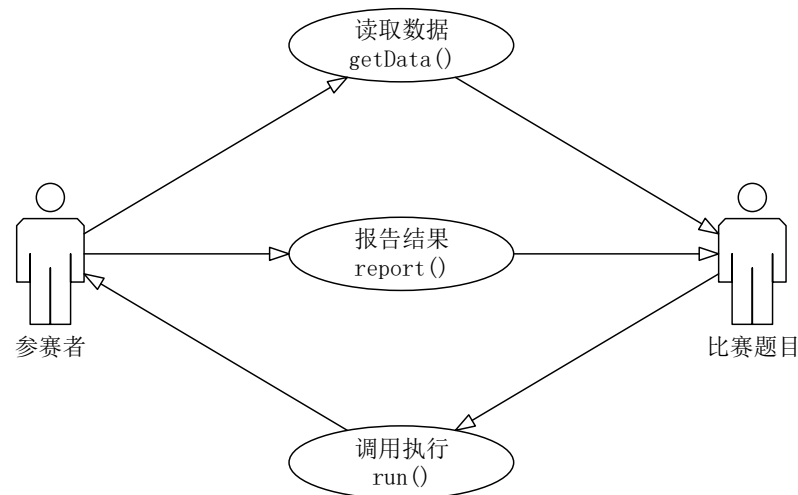 读取数据
getData()
报告结果
report()
参赛者
比赛题目
调用执行
run()